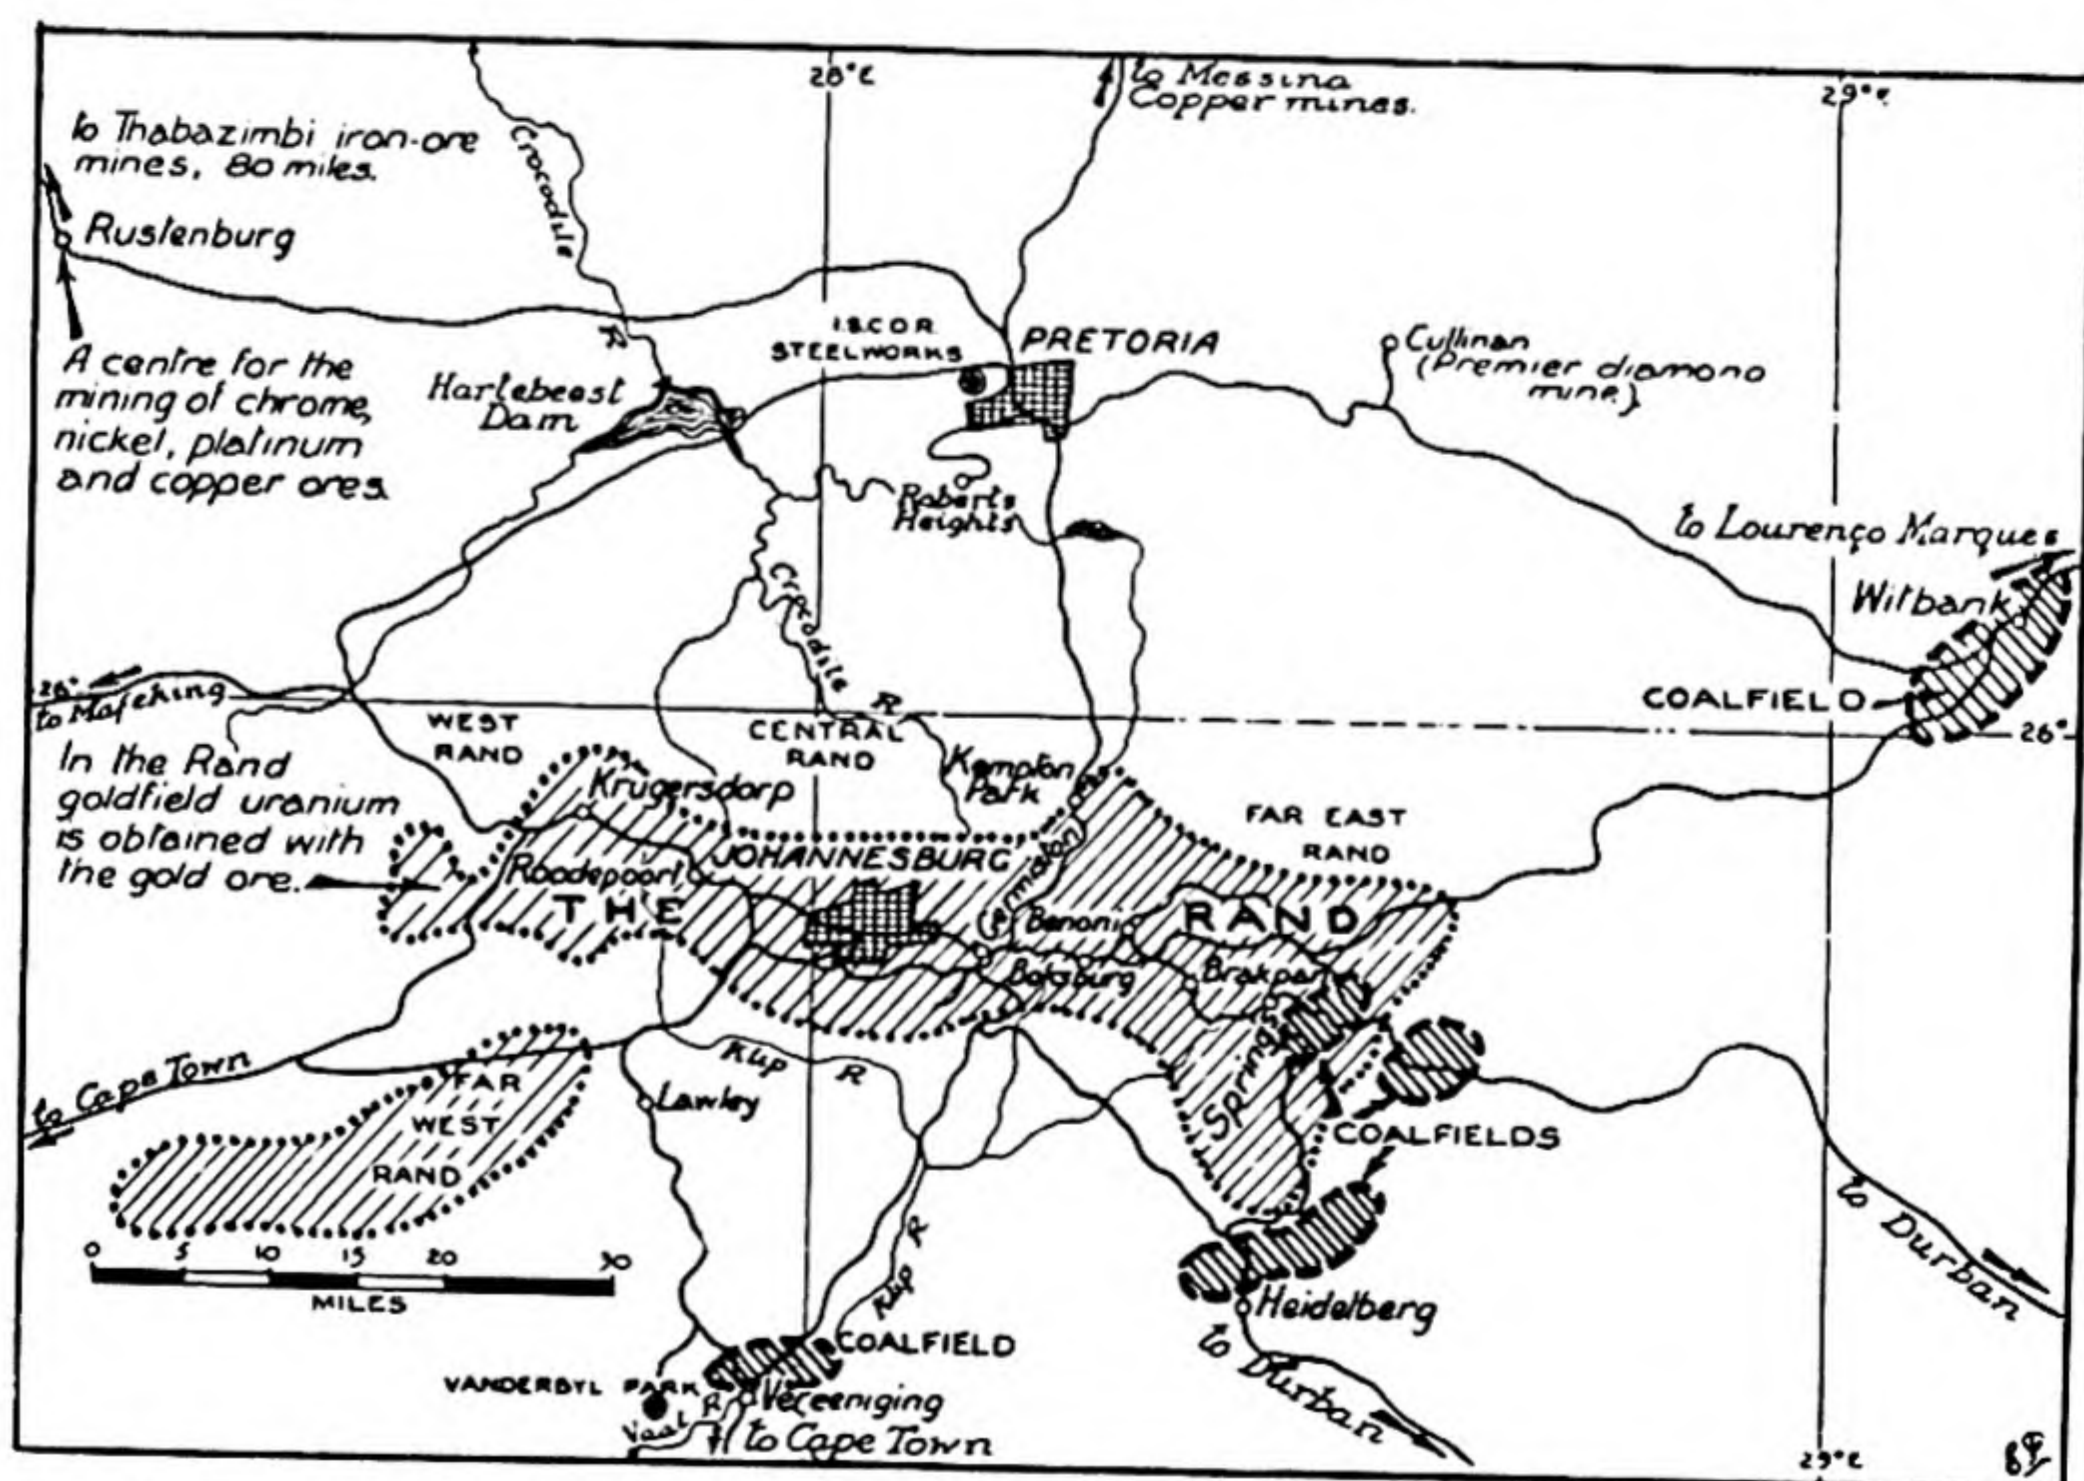 28°E
to Messina
Copper mines.
29°E
to Thabazimbi iron-ore
mines, 80 miles.
Crocodile
R
Rustenburg
A centre for the
mining of chrome,
nickel, platinum
and copper ores.
Hartebeest
Dam
I.S.COR
STEELWORKS
PRETORIA
Cullinan
(Premier diamond
mine.)
Roberts
Heights
to Lourenço Marques
Witbank
COALFIELD
Crocodile
R
26°
to Mafeking
26°
WEST
RAND
CENTRAL
RAND
Kempton
Park
In the Rand
goldfield uranium
is obtained with
the gold ore.
Krugersdorp
FAR EAST
RAND
Roodepoort
JOHANNESBURG
Germiston
THE
RAND
Benoni
Boksburg
Brakpan
Springs
to Cape Town
Klip R
FAR
WEST
RAND
Lawley
COALFIELDS
to Durban
0 5 10 15 20 30
MILES
Klip R
Heidelberg
COALFIELD
to Durban
VANDERBYL PARK
Vereeniging
Vaal R
to Cape Town
29°E